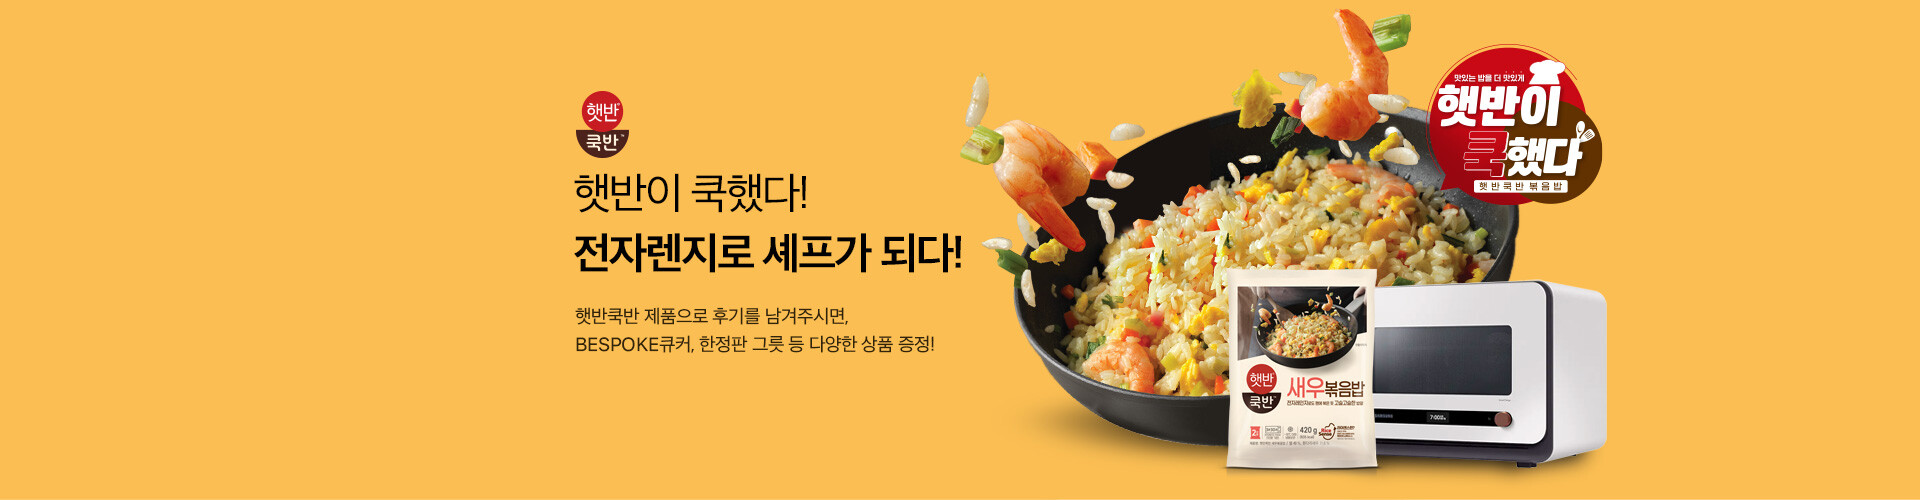 햇반
쿡반™
햇반이 쿡했다!
전자렌지로 셰프가 되다!
햇반쿡반 제품으로 후기를 남겨주시면,
BESPOKE큐커, 한정판 그릇 등 다양한 상품 증정!
맛있는 밥을 더 맛있게
햇반이
쿡했다
햇반쿡반 볶음밥
햇반
쿡반
새우볶음밥
420 g
Rice